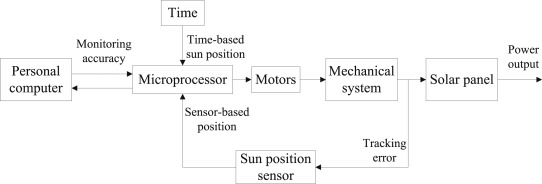 Time
Monitoring
accuracy
Time-based
sun position
Power
output
Personal
computer
Microprocessor
Motors
Mechanical
system
Solar panel
Sensor-based
position
Tracking
error
Sun position
sensor